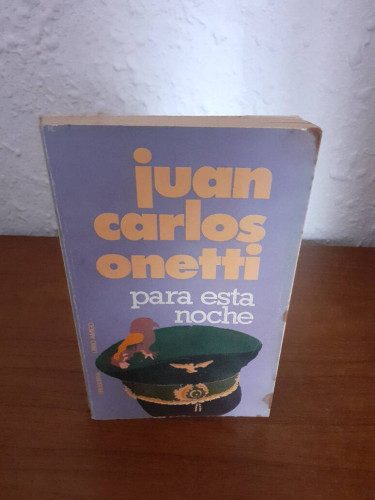 juan
carlos
onetti
para esta
noche